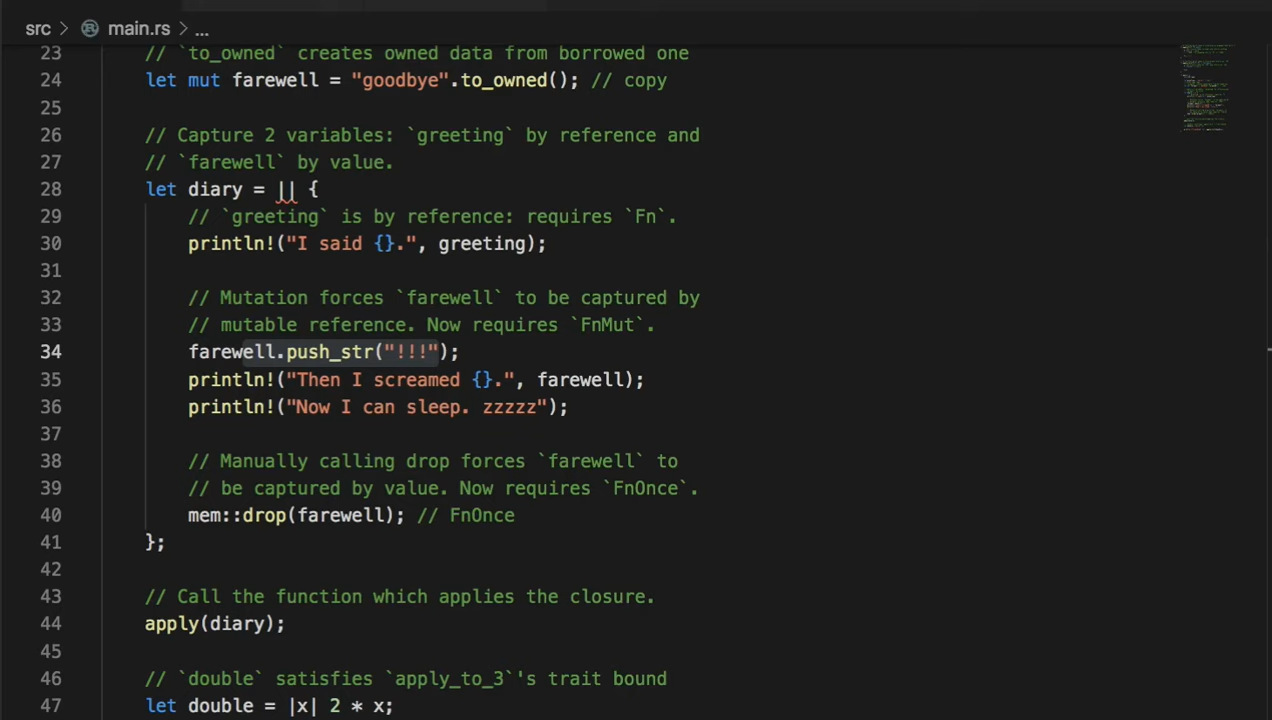 src > main.rs > ...
23 // `to_owned` creates owned data from borrowed one
24 let mut farewell = "goodbye".to_owned(); // copy
25
26 // Capture 2 variables: `greeting` by reference and
27 // `farewell` by value.
28 let diary = || {
29 // `greeting` is by reference: requires `Fn`.
30 println!("I said {}.", greeting);
31
32 // Mutation forces `farewell` to be captured by
33 // mutable reference. Now requires `FnMut`.
34 farewell.push_str("!!!");
35 println!("Then I screamed {}.", farewell);
36 println!("Now I can sleep. zzzzz");
37
38 // Manually calling drop forces `farewell` to
39 // be captured by value. Now requires `FnOnce`.
40 mem::drop(farewell); // FnOnce
41 };
42
43 // Call the function which applies the closure.
44 apply(diary);
45
46 // `double` satisfies `apply_to_3`'s trait bound
47 let double = |x| 2 * x;